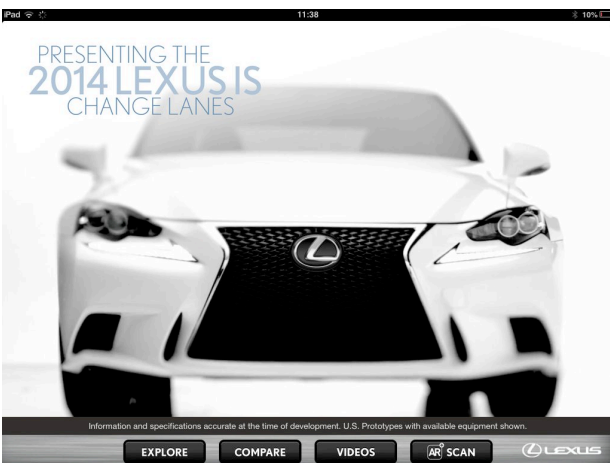 iPad 11:38 10%
PRESENTING THE
2014 LEXUS IS
CHANGE LANES
Information and specifications accurate at the time of development. U.S. Prototypes with available equipment shown.
EXPLORE COMPARE VIDEOS AR SCAN LEXUS